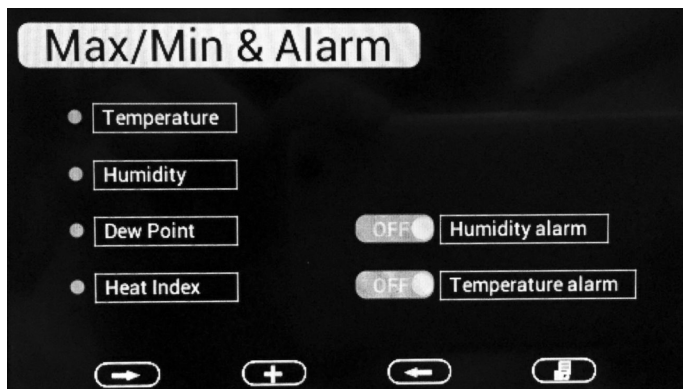 Max/Min & Alarm
Temperature
Humidity
Dew Point
OFF Humidity alarm
Heat Index
OFF Temperature alarm